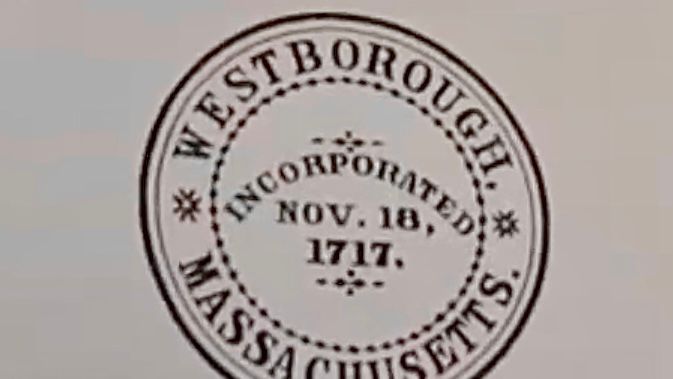 WESTBOROUGH,
INCORPORATED
NOV. 18,
1717.
MASSACHUSETTS.